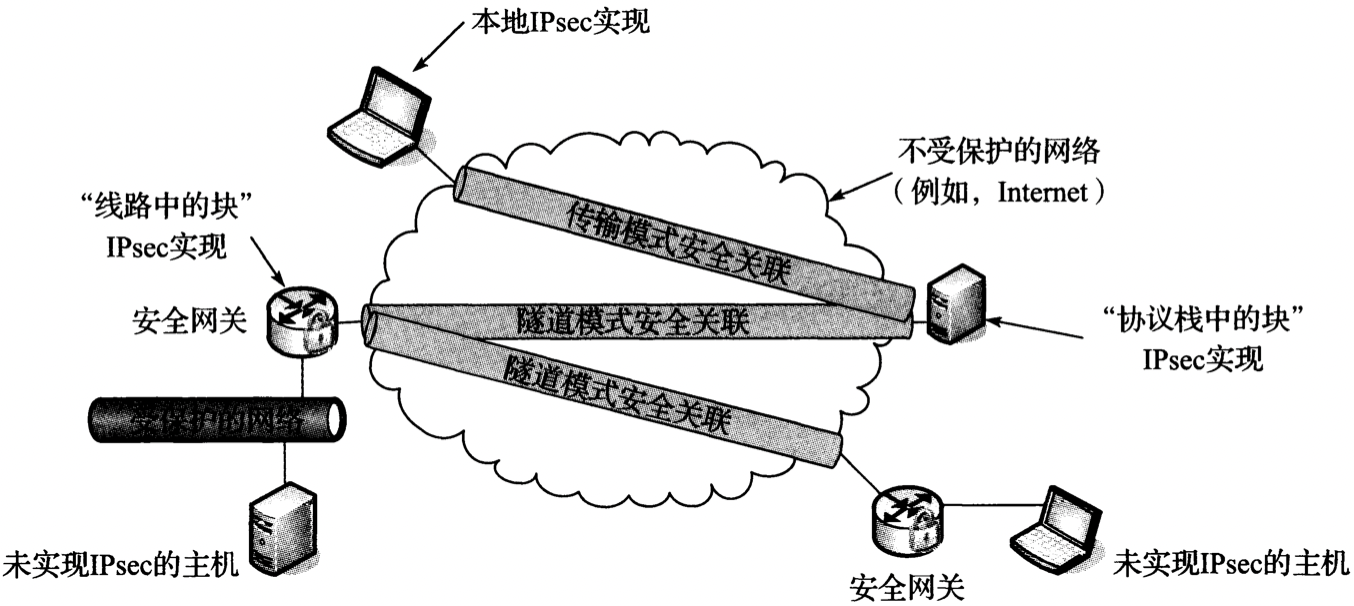 本地IPsec实现
不受保护的网络
（例如，Internet）
“线路中的块”
IPsec实现
传输模式安全关联
安全网关
隧道模式安全关联
“协议栈中的块”
IPsec实现
隧道模式安全关联
受保护的网络
未实现IPsec的主机
安全网关
未实现IPsec的主机